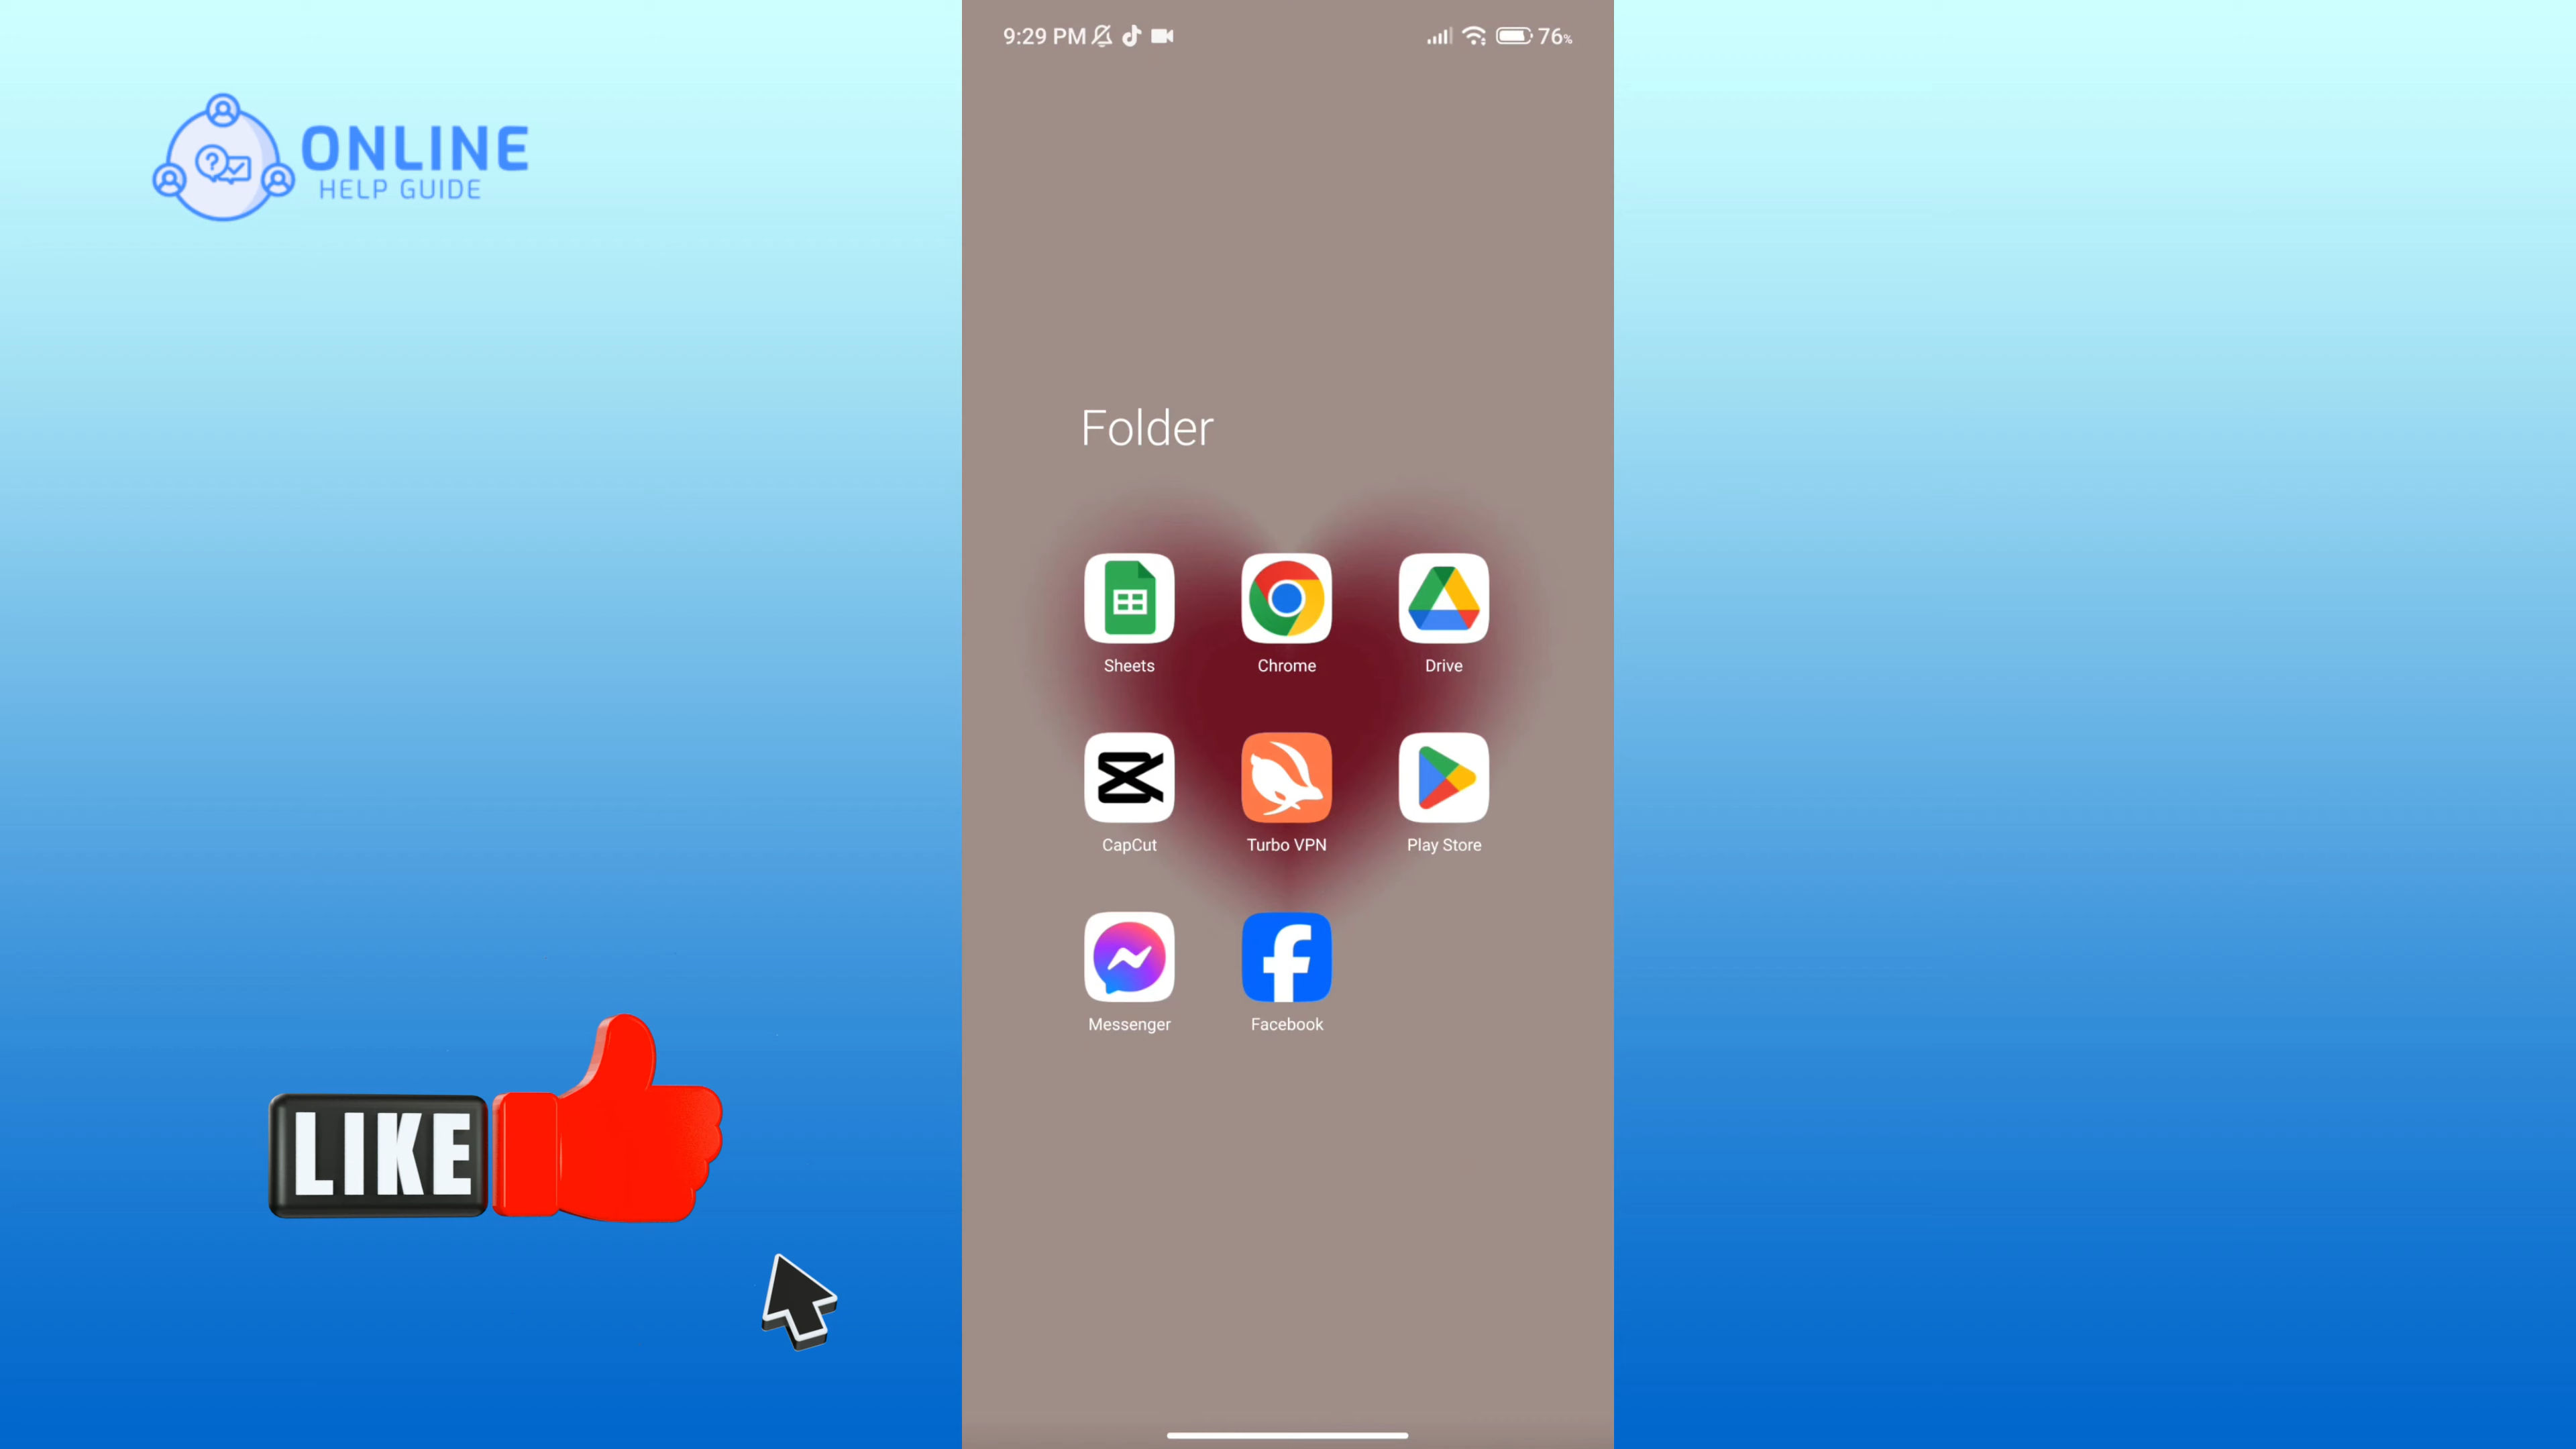 9:29 PM
76%
ONLINE
HELP GUIDE
Folder
Sheets
Chrome
Drive
CapCut
Turbo VPN
Play Store
Messenger
Facebook
LIKE